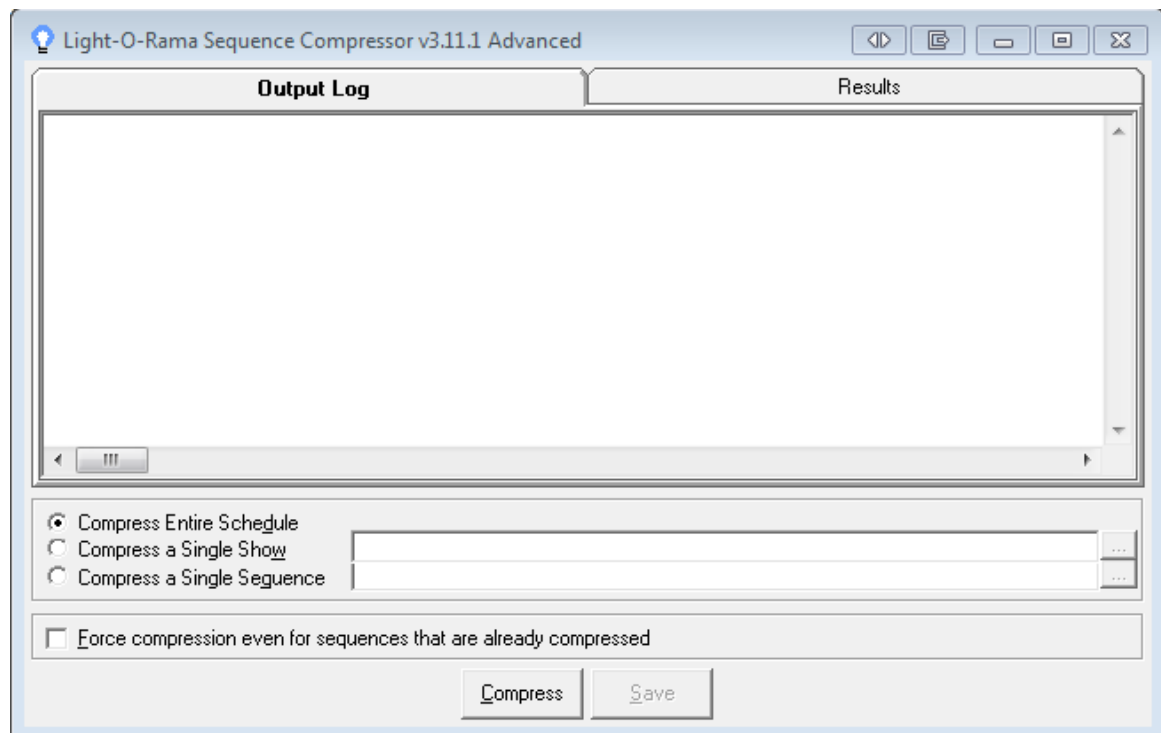 Light-O-Rama Sequence Compressor v3.11.1 Advanced
Output Log
Results
Compress Entire Schedule
Compress a Single Show
...
Compress a Single Sequence
...
Force compression even for sequences that are already compressed
Compress
Save